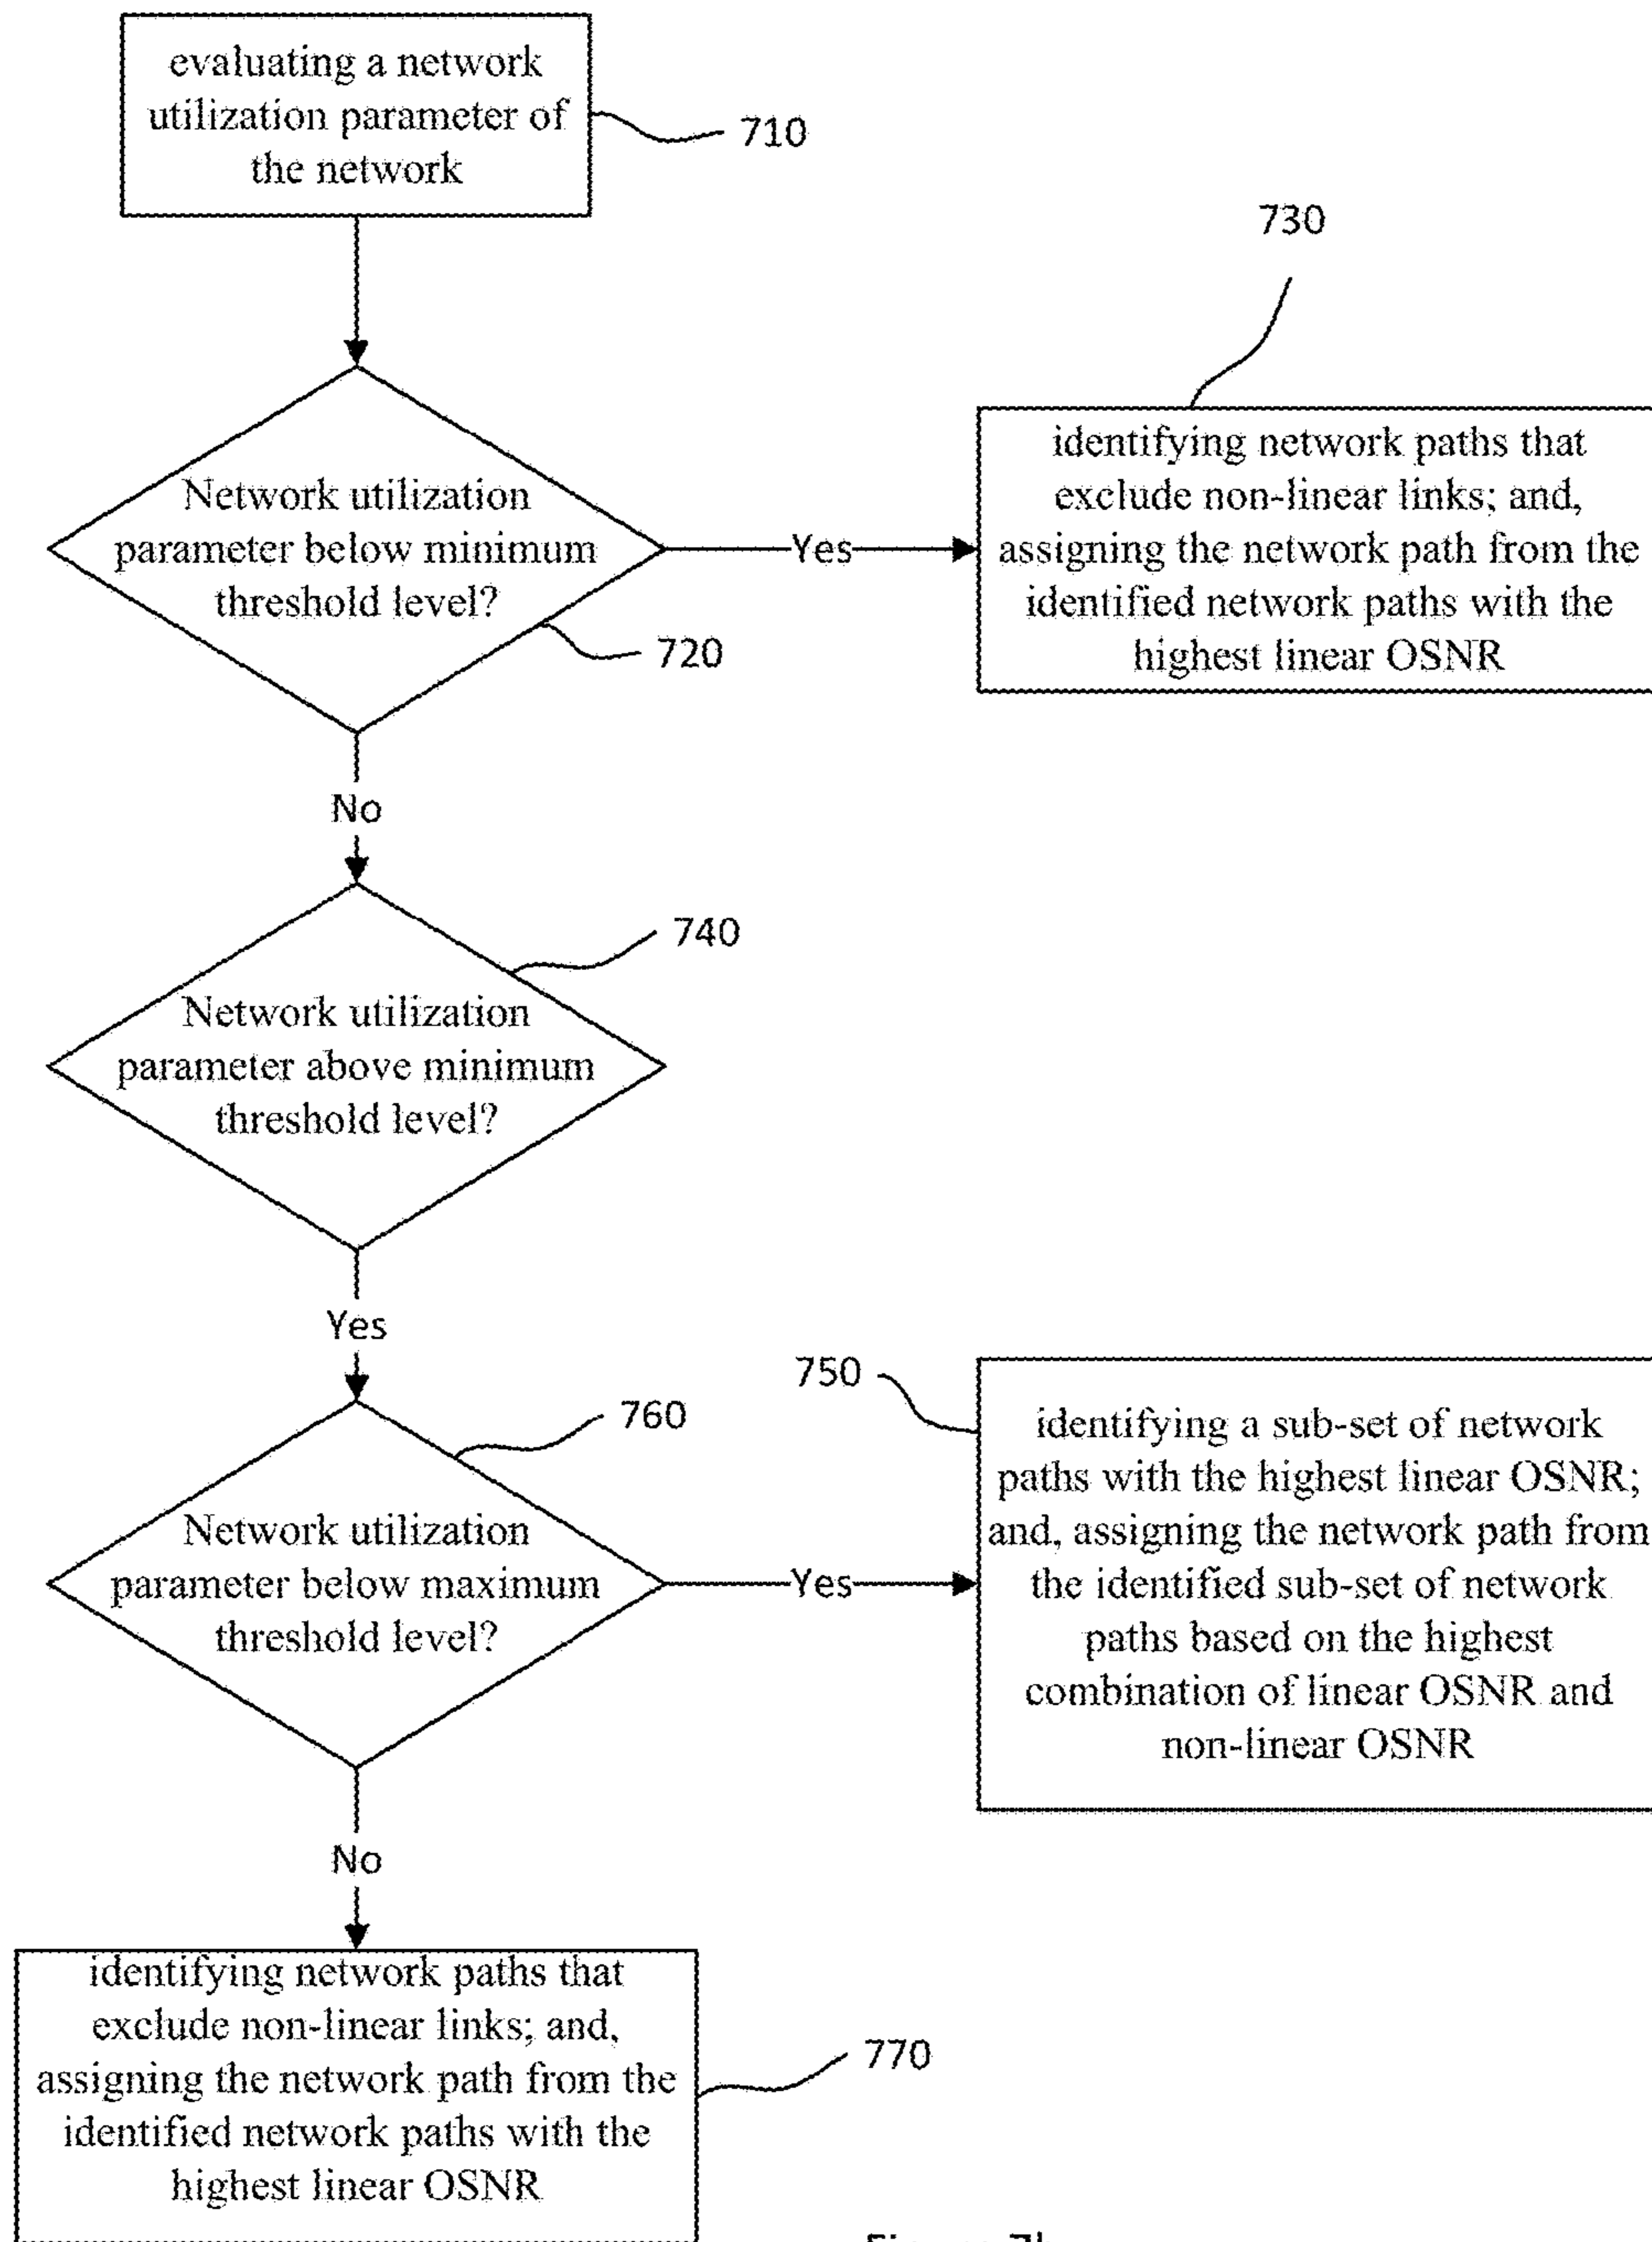 evaluating a network
utilization parameter of
the network
710
730
identifying network paths that
exclude non-linear links; and,
assigning the network path from the
identified network paths with the
highest linear OSNR
Network utilization
parameter below minimum
threshold level?
Yes
720
No
740
Network utilization
parameter above minimum
threshold level?
Yes
750
760
identifying a sub-set of network
paths with the highest linear OSNR;
and, assigning the network path from
the identified sub-set of network
paths based on the highest
combination of linear OSNR and
non-linear OSNR
Network utilization
parameter below maximum
threshold level?
Yes
No
identifying network paths that
exclude non-linear links; and,
assigning the network path from the
identified network paths with the
highest linear OSNR
770